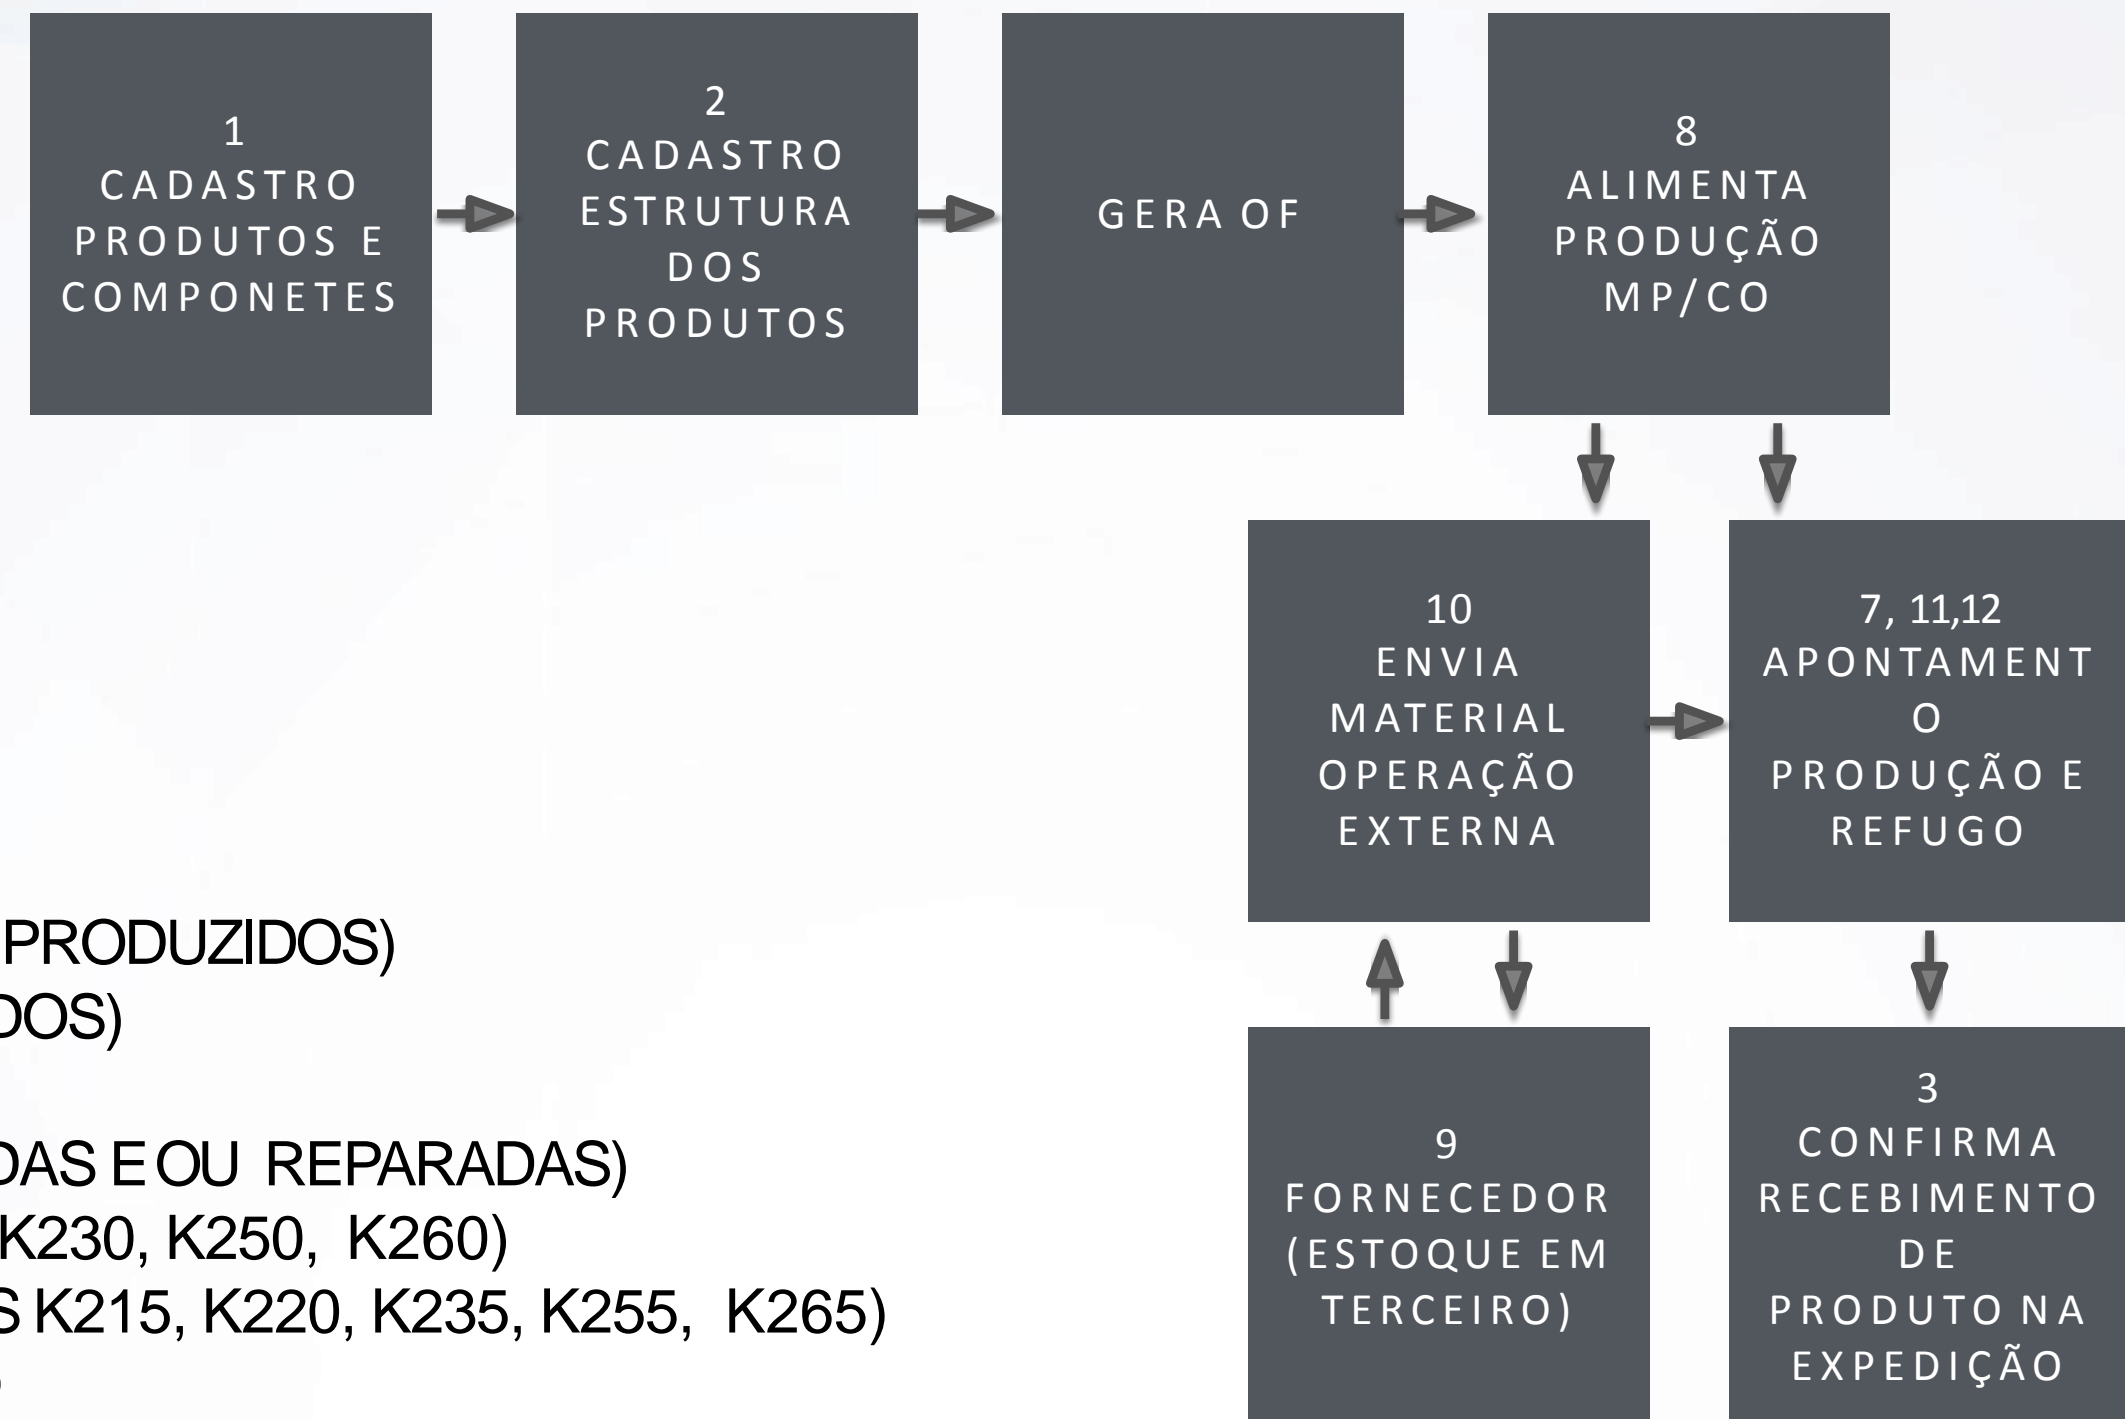 1
CADASTRO
PRODUTOS E
COMPONETES
2
CADASTRO
ESTRUTURA
DOS
PRODUTOS
GERA OF
8
ALIMENTA
PRODUÇÃO
MP/CO
10
ENVIA
MATERIAL
OPERAÇÃO
EXTERNA
7, 11,12
APONTAMENT
O
PRODUÇÃO E
REFUGO
9
FORNECEDOR
(ESTOQUE EM
TERCEIRO)
3
CONFIRMA
RECEBIMENTO
DE
PRODUTO NA
EXPEDIÇÃO
PRODUZIDOS)
DOS)
DAS E OU REPARADAS)
K230, K250, K260)
S K215, K220, K235, K255, K265)